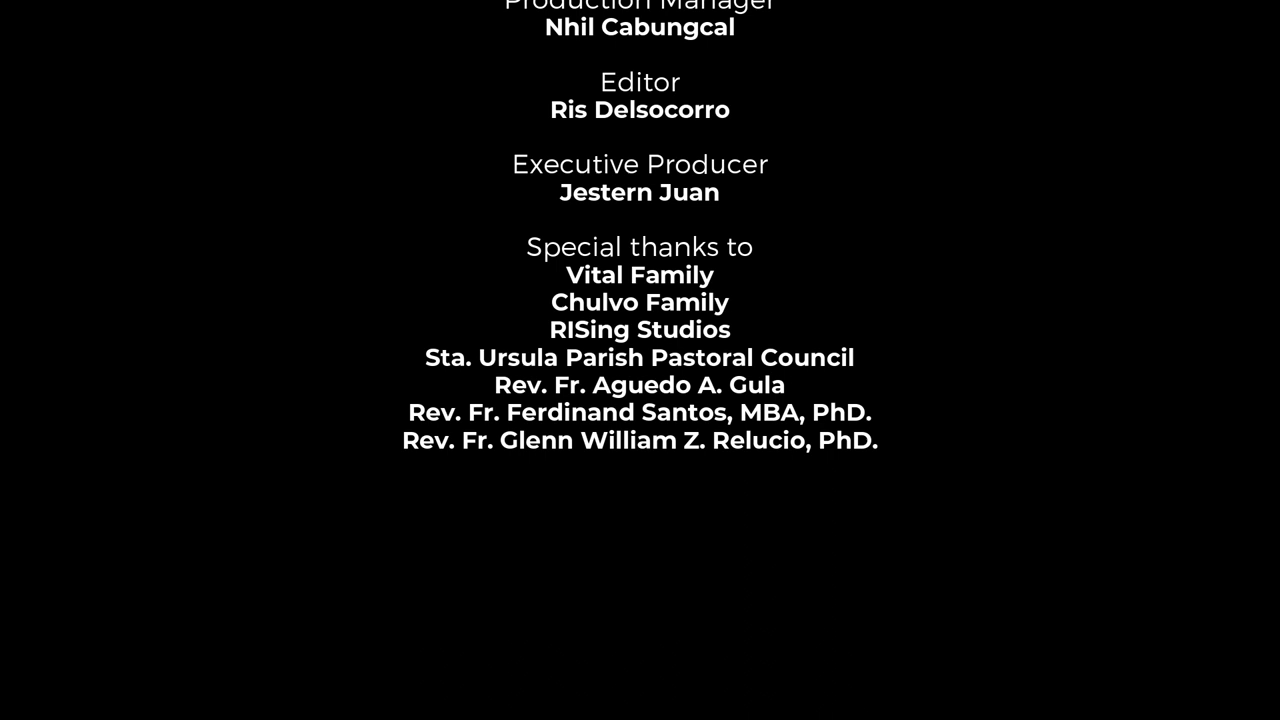 Production Manager
Nhil Cabungcal
Editor
Ris Delsocorro
Executive Producer
Jestern Juan
Special thanks to
Vital Family
Chulvo Family
RISing Studios
Sta. Ursula Parish Pastoral Council
Rev. Fr. Aguedo A. Gula
Rev. Fr. Ferdinand Santos, MBA, PhD.
Rev. Fr. Glenn William Z. Relucio, PhD.